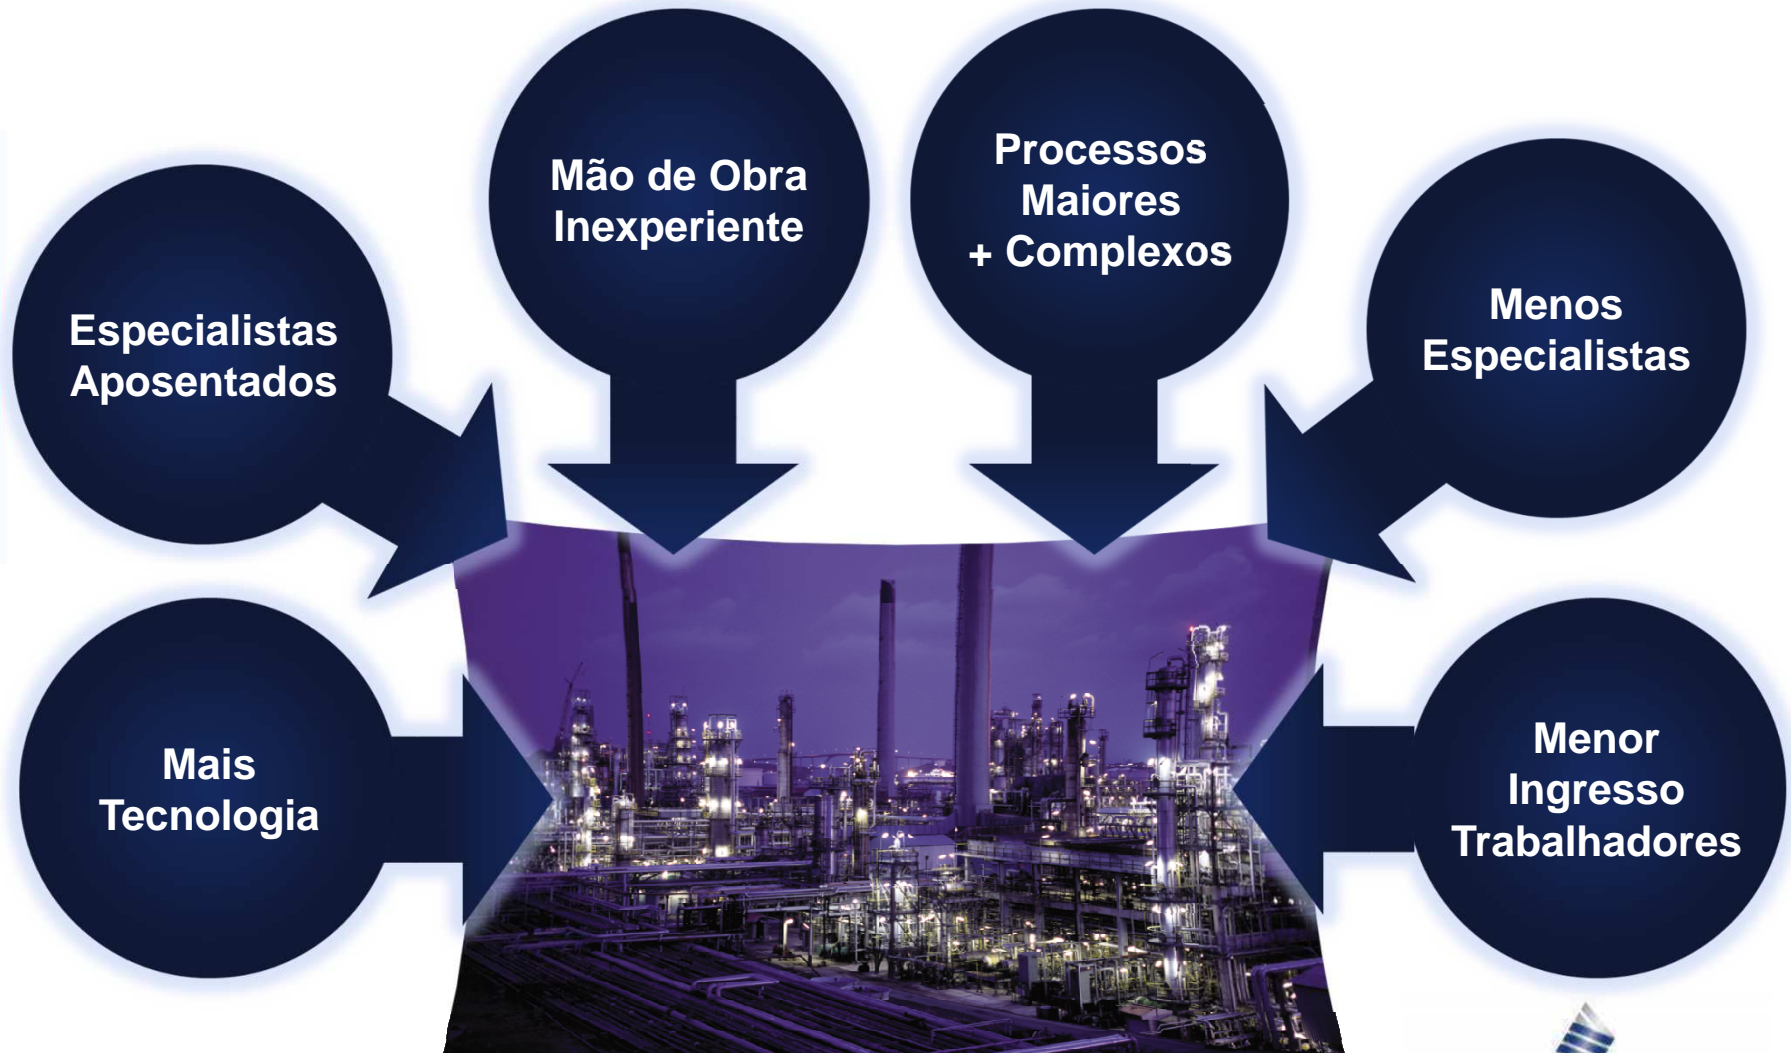 Mão de Obra
Inexperiente
Processos
Maiores
+ Complexos
Especialistas
Aposentados
Menos
Especialistas
Mais
Tecnologia
Menor
Ingresso
Trabalhadores